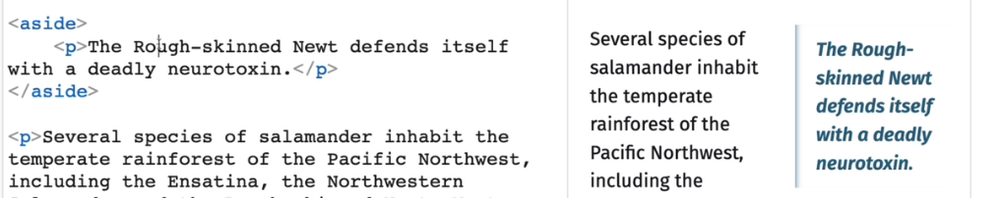 <aside>
<p>The Rough-skinned Newt defends itself
with a deadly neurotoxin.</p>
</aside>
<p>Several species of salamander inhabit the
temperate rainforest of the Pacific Northwest,
including the Ensatina, the Northwestern
Several species of
salamander inhabit
the temperate
rainforest of the
Pacific Northwest,
including the
The Rough-
skinned Newt
defends itself
with a deadly
neurotoxin.